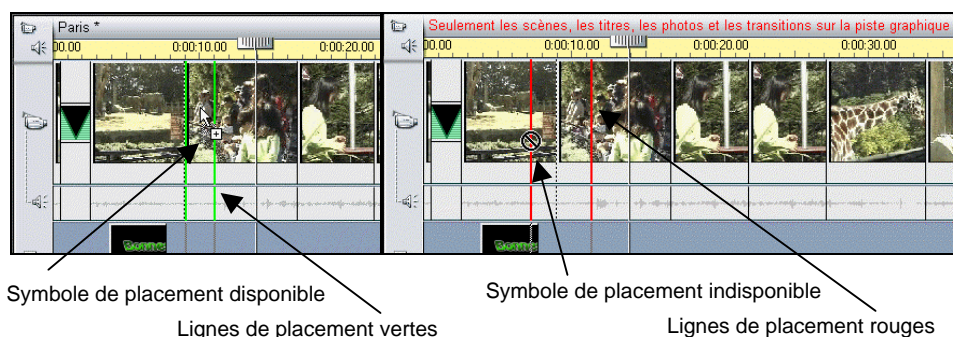 Paris *
Seulement les scènes, les titres, les photos et les transitions sur la piste graphique
00.00 0:00:10.00 0:00:20.00
00.00 0:00:10.00 0:00:20.00 0:00:30.00
Symbole de placement disponible
Symbole de placement indisponible
Lignes de placement vertes
Lignes de placement rouges